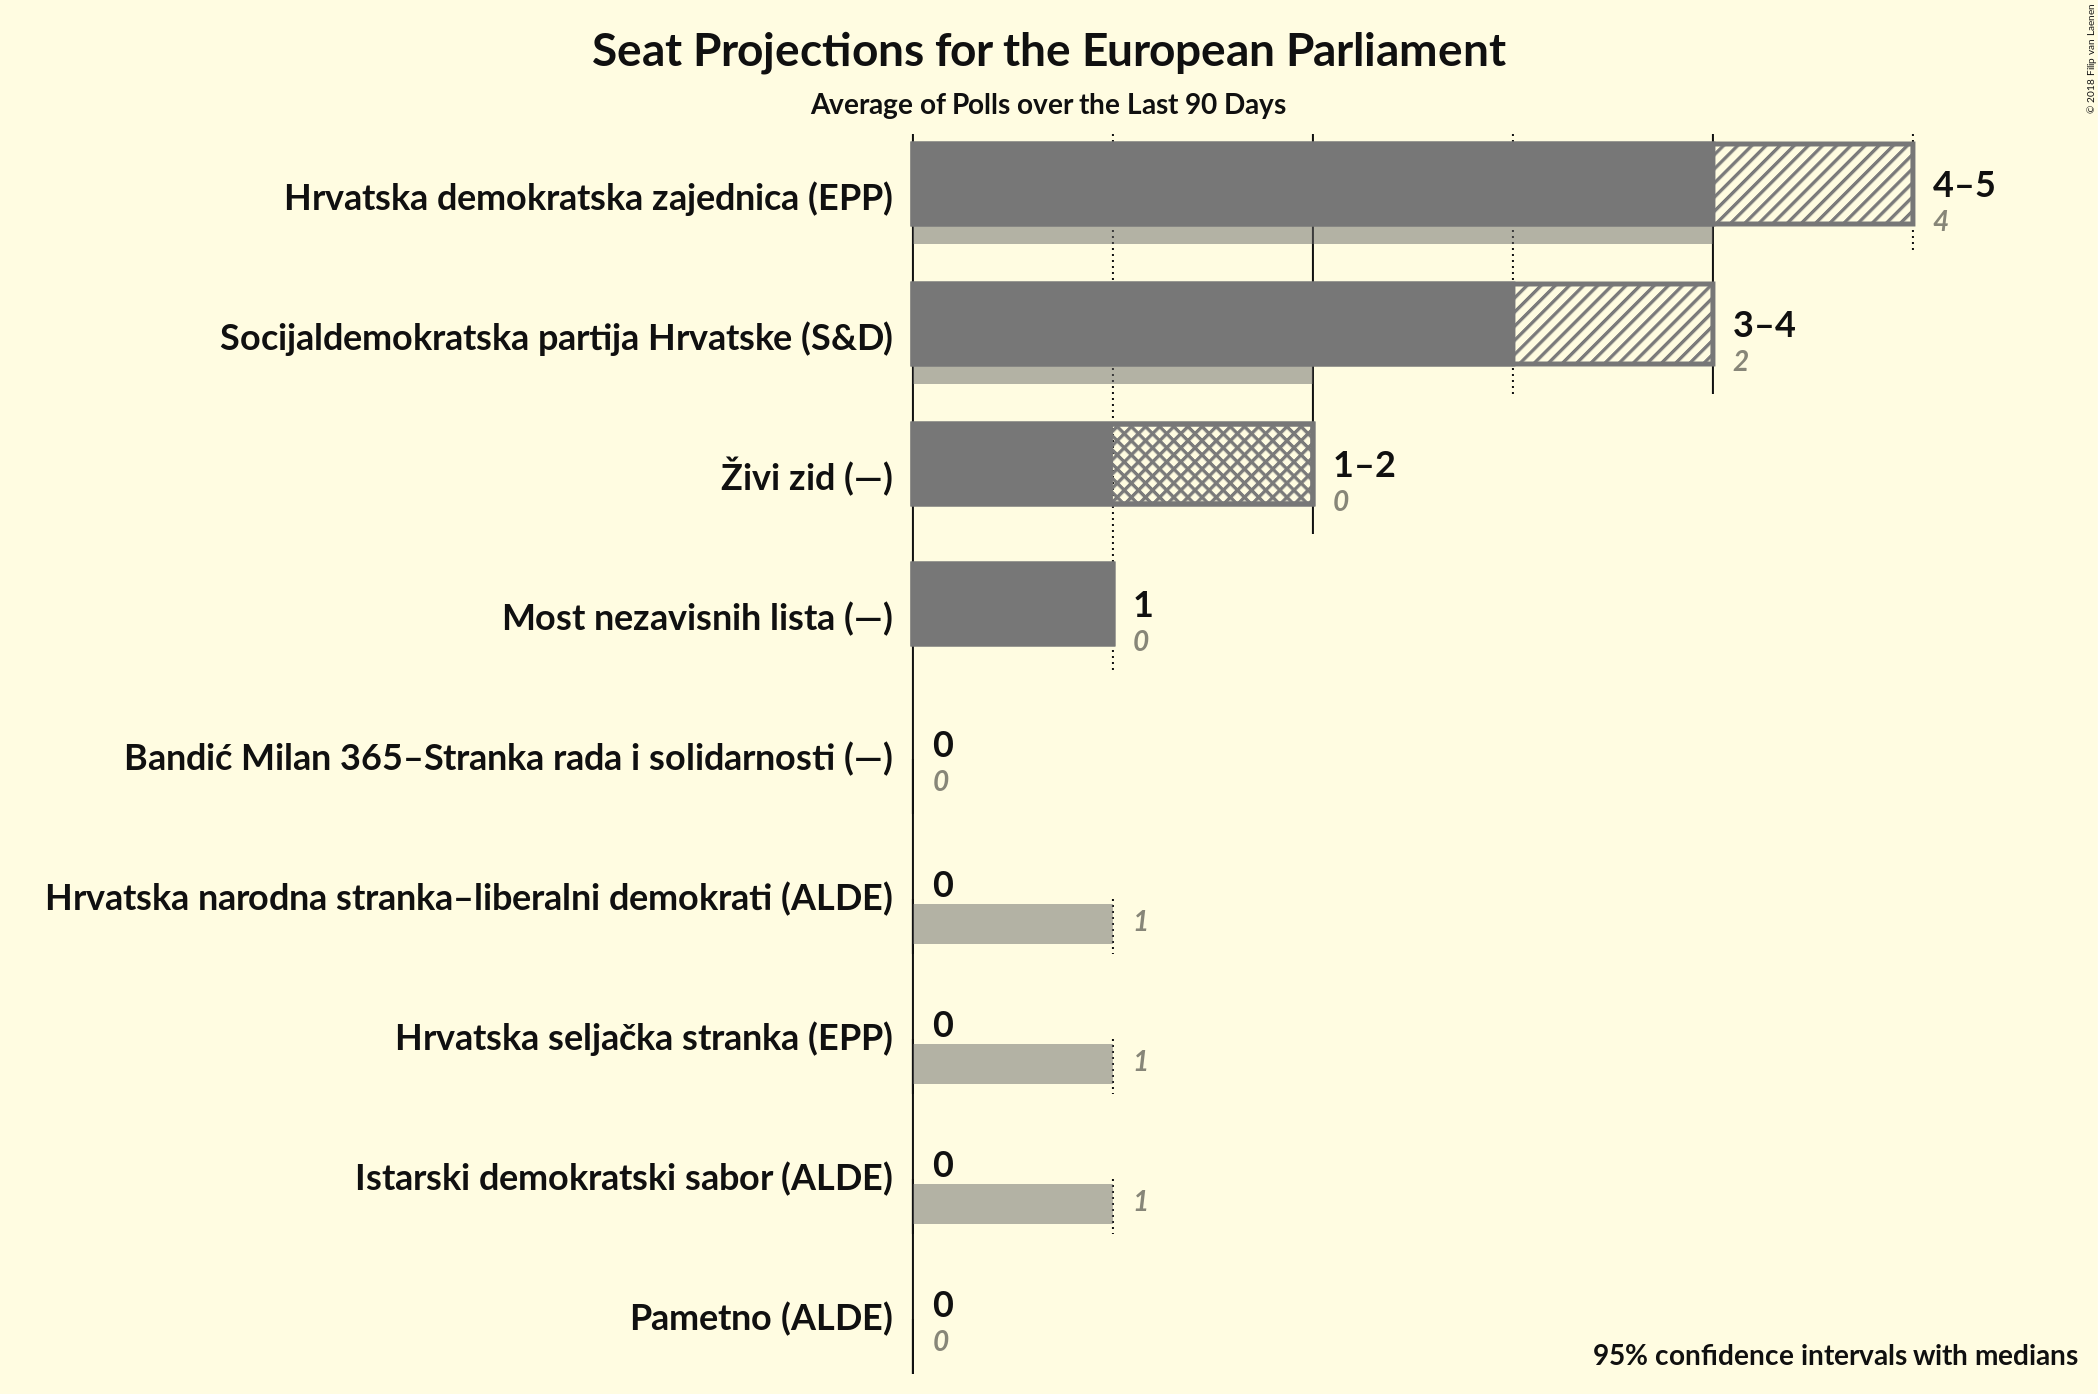 Seat Projections for the European Parliament
Average of Polls over the Last 90 Days
© 2018 Filip van Laenen
Hrvatska demokratska zajednica (EPP)
4–5
4
Socijaldemokratska partija Hrvatske (S&D)
3–4
2
Živi zid (—)
1–2
0
Most nezavisnih lista (—)
1
0
Bandić Milan 365–Stranka rada i solidarnosti (—)
0
0
Hrvatska narodna stranka–liberalni demokrati (ALDE)
0
1
Hrvatska seljačka stranka (EPP)
0
1
Istarski demokratski sabor (ALDE)
0
1
Pametno (ALDE)
0
0
95% confidence intervals with medians